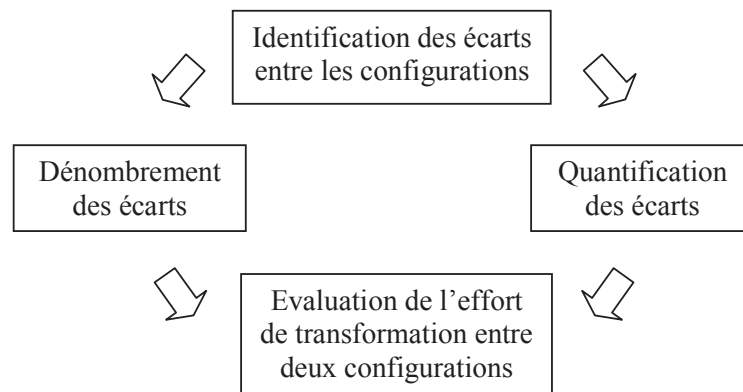 Identification des écarts
entre les configurations
Dénombrement
des écarts
Quantification
des écarts
Evaluation de l’effort
de transformation entre
deux configurations